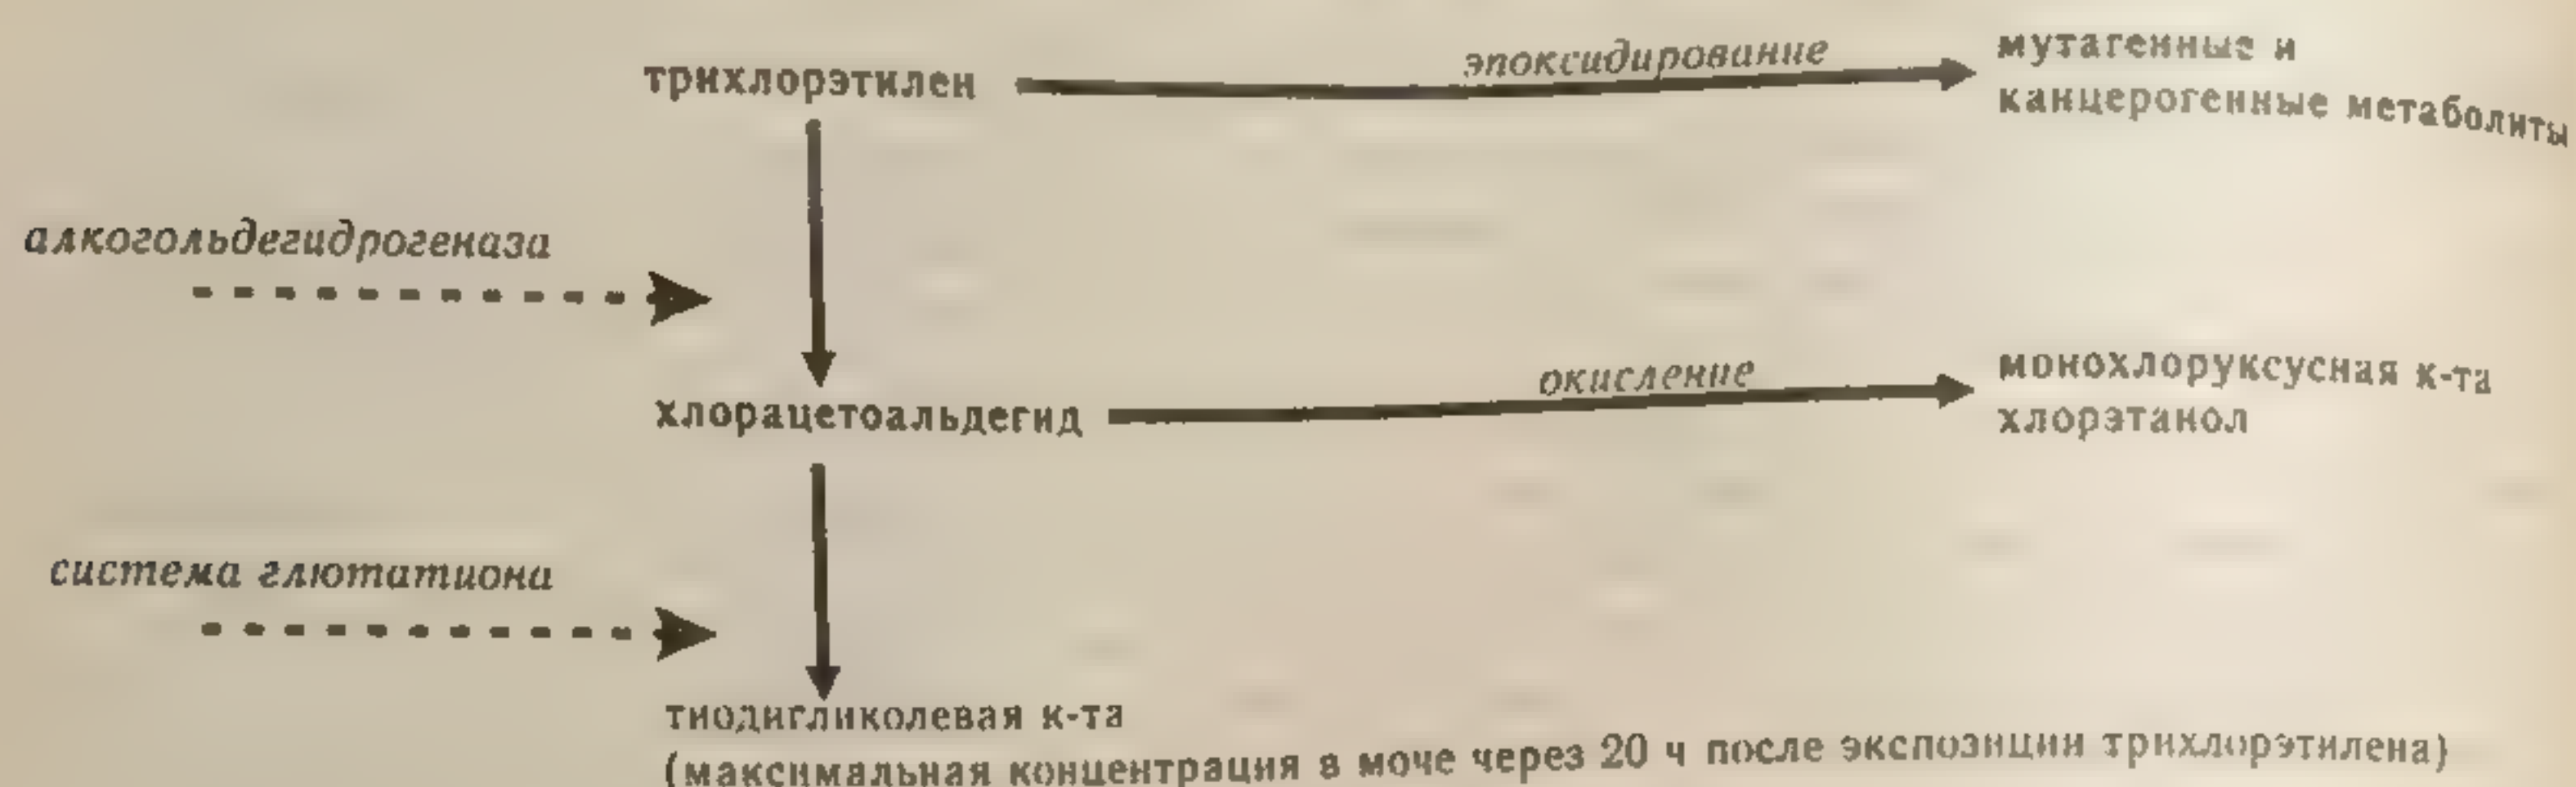 трихлорэтилен
эпоксидирование
мутагенные и
канцерогенные метаболиты
алкогольдегидрогеназа
хлорацетоальдегид
окисление
монохлоруксусная к-та
хлорэтанол
система глютатиона
тиодигликолевая к-та
(максимальная концентрация в моче через 20 ч после экспозиции трихлорэтилена)